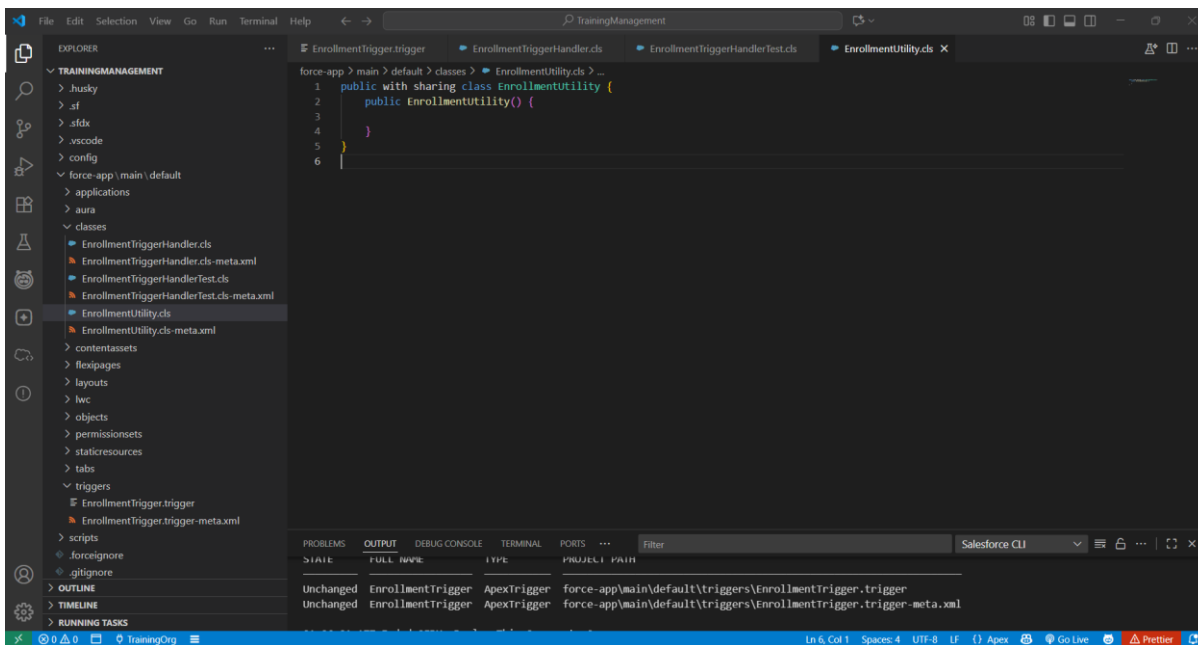 File Edit Selection View Go Run Terminal Help
TrainingManagement
EXPLORER
TRAININGMANAGEMENT
.husky
.sf
.sfdx
.vscode
config
force-app\main\default
applications
aura
classes
EnrollmentTriggerHandler.cls
EnrollmentTriggerHandler.cls-meta.xml
EnrollmentTriggerHandlerTest.cls
EnrollmentTriggerHandlerTest.cls-meta.xml
EnrollmentUtility.cls
EnrollmentUtility.cls-meta.xml
contentassets
flexipages
layouts
lwc
objects
permissionsets
staticresources
tabs
triggers
EnrollmentTrigger.trigger
EnrollmentTrigger.trigger-meta.xml
scripts
.forceignore
.gitignore
OUTLINE
TIMELINE
RUNNING TASKS
EnrollmentTrigger.trigger EnrollmentTriggerHandler.cls EnrollmentTriggerHandlerTest.cls EnrollmentUtility.cls
force-app > main > default > classes > EnrollmentUtility.cls > ...
1 public with sharing class EnrollmentUtility {
2 public EnrollmentUtility() {
3
4 }
5 }
6
PROBLEMS OUTPUT DEBUG CONSOLE TERMINAL PORTS ... Filter Salesforce CLI
STATE FULL NAME TYPE PROJECT PATH
Unchanged EnrollmentTrigger ApexTrigger force-app\main\default\triggers\EnrollmentTrigger.trigger
Unchanged EnrollmentTrigger ApexTrigger force-app\main\default\triggers\EnrollmentTrigger.trigger-meta.xml
0 0 0 TrainingOrg Ln 6, Col 1 Spaces: 4 UTF-8 LF {} Apex Go Live Prettier